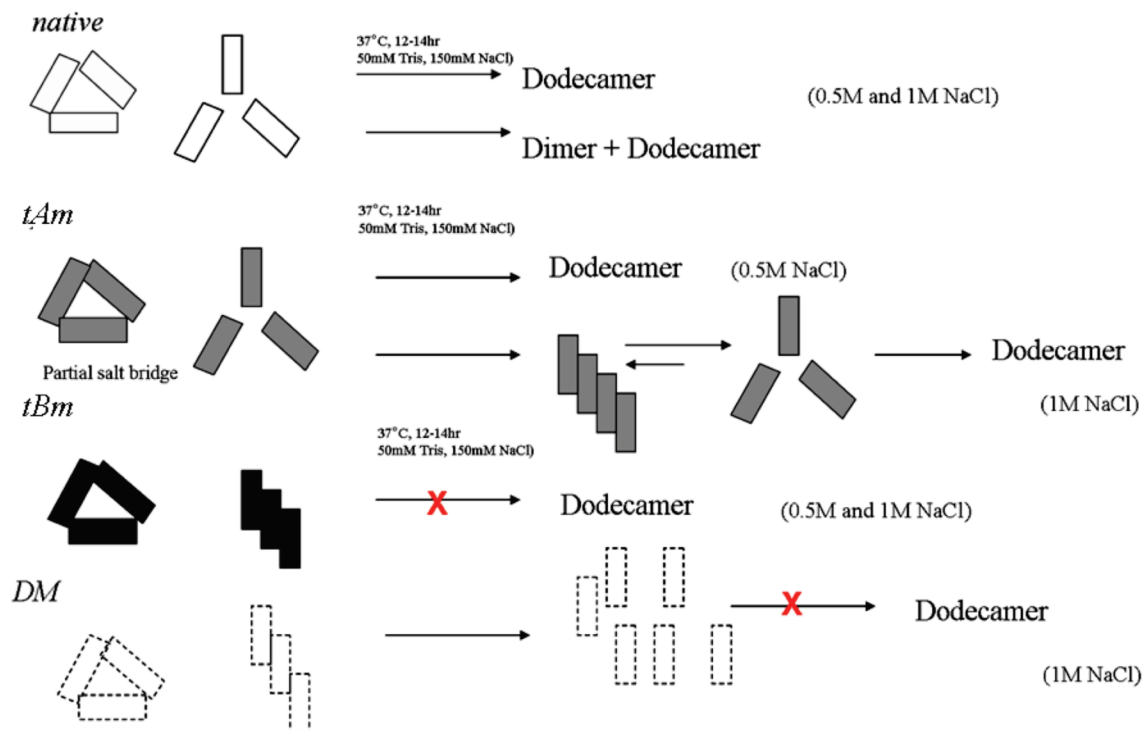 native
37°C, 12-14hr
50mM Tris, 150mM NaCl)
Dodecamer
(0.5M and 1M NaCl)
Dimer + Dodecamer
tAm
37°C, 12-14hr
50mM Tris, 150mM NaCl)
Dodecamer
(0.5M NaCl)
Dodecamer
Partial salt bridge
(1M NaCl)
tBm
37°C, 12-14hr
50mM Tris, 150mM NaCl)
X
Dodecamer
(0.5M and 1M NaCl)
DM
X
Dodecamer
(1M NaCl)